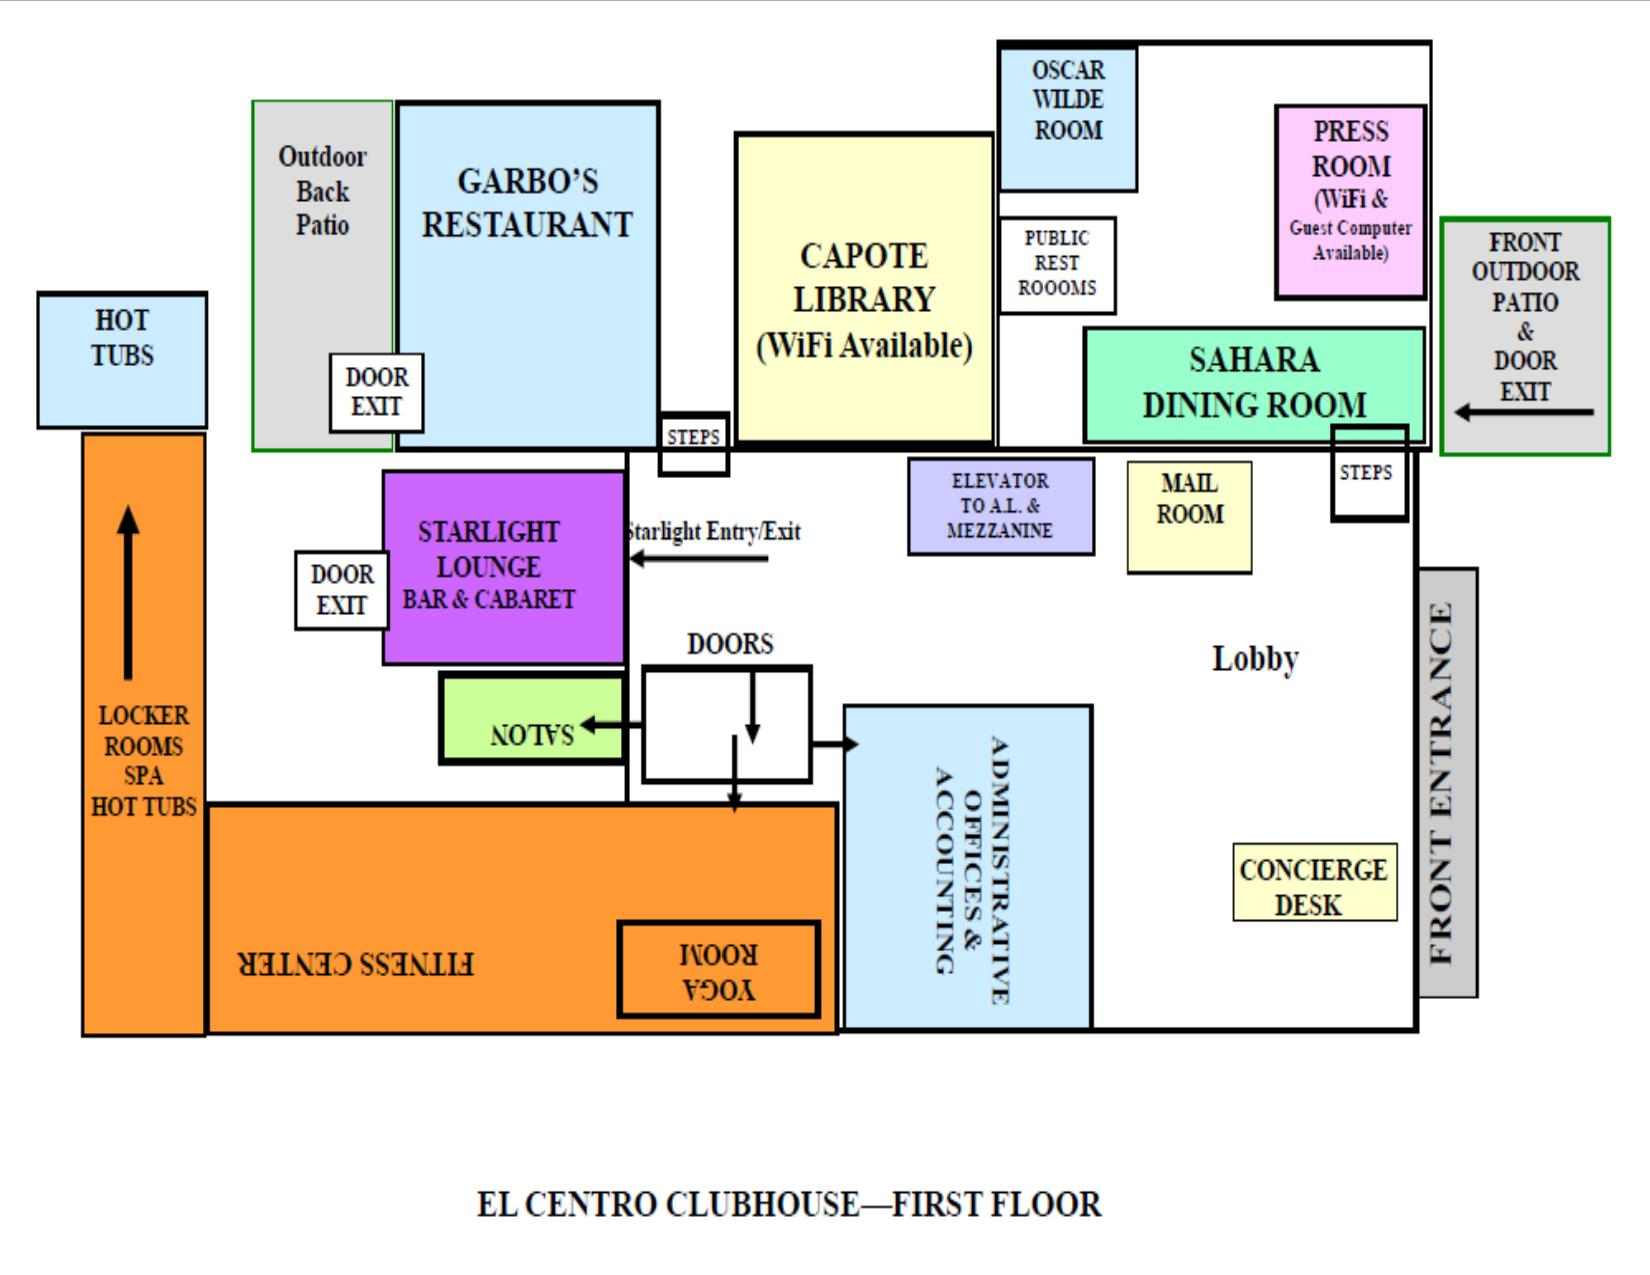 OSCAR
WILDE
ROOM
PRESS
ROOM
(WiFi &
Guest Computer
Available)
Outdoor
Back
Patio
GARBO’S
RESTAURANT
CAPOTE
LIBRARY
(WiFi Available)
PUBLIC
REST
ROOOMS
FRONT
OUTDOOR
PATIO
&
DOOR
EXIT
HOT
TUBS
DOOR
EXIT
SAHARA
DINING ROOM
STEPS
STEPS
ELEVATOR
TO A.L. &
MEZZANINE
MAIL
ROOM
STARLIGHT
LOUNGE
BAR & CABARET
Starlight Entry/Exit
DOOR
EXIT
DOORS
Lobby
FRONT ENTRANCE
LOCKER
ROOMS
SPA
HOT TUBS
SALON
ADMINISTRATIVE
OFFICES &
ACCOUNTING
CONCIERGE
DESK
FITNESS CENTER
YOGA
ROOM
EL CENTRO CLUBHOUSE—FIRST FLOOR